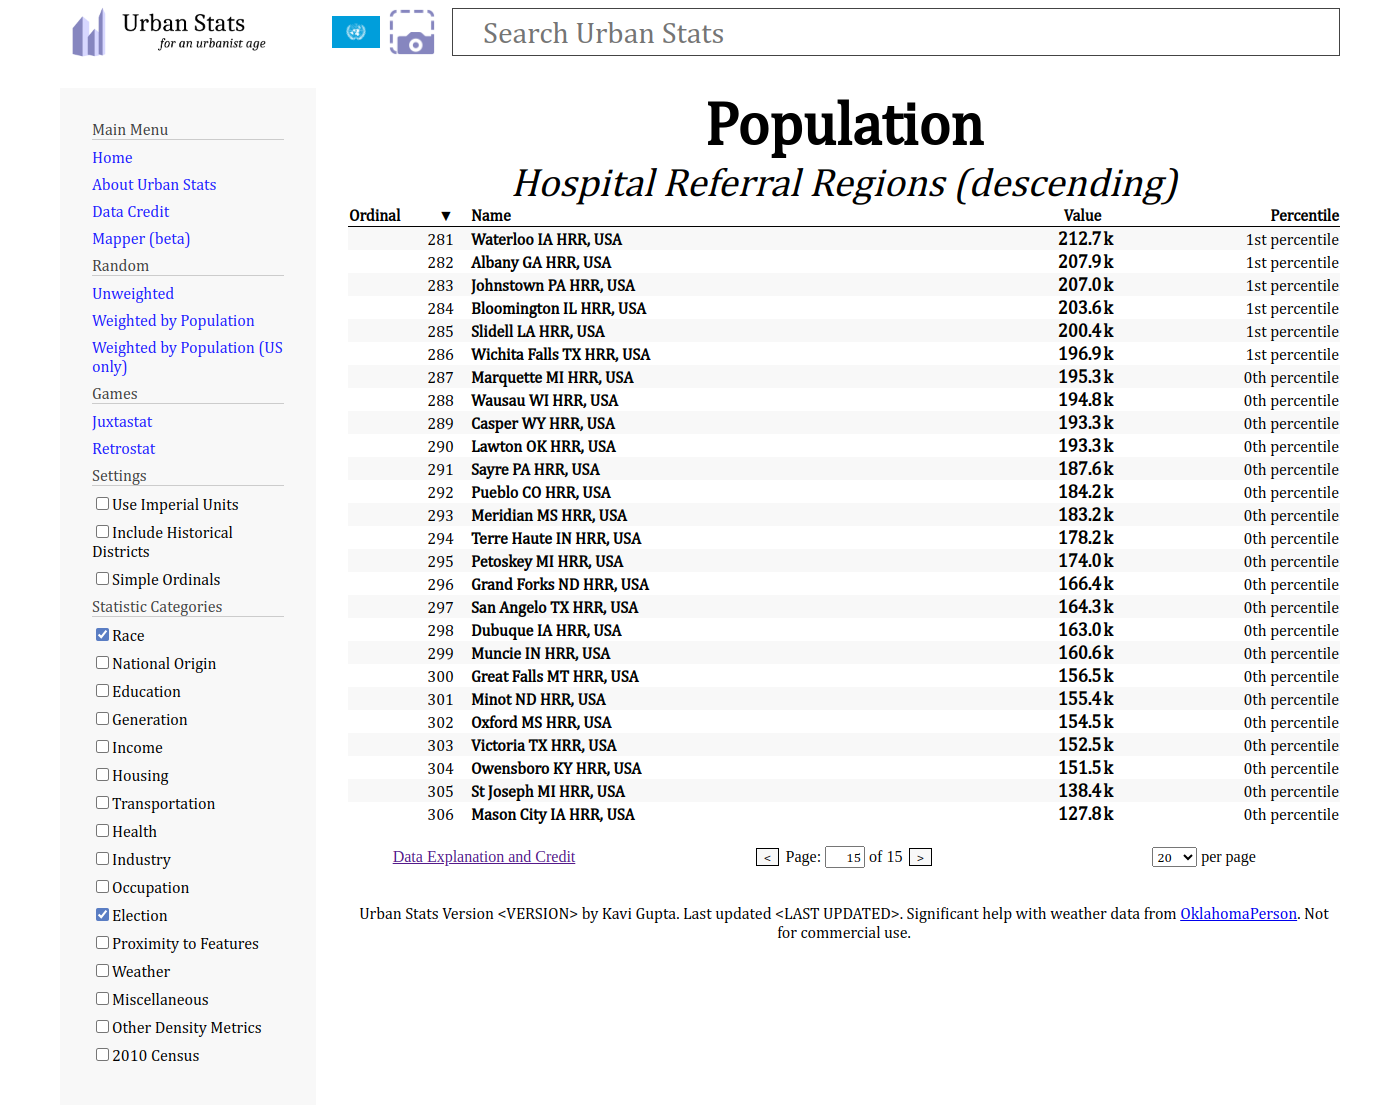 Urban Stats
for an urbanist age
Search Urban Stats
Main Menu
Home
About Urban Stats
Data Credit
Mapper (beta)
Random
Unweighted
Weighted by Population
Weighted by Population (US
only)
Games
Juxtastat
Retrostat
Settings
Use Imperial Units
Include Historical
Districts
Simple Ordinals
Statistic Categories
Race
National Origin
Education
Generation
Income
Housing
Transportation
Health
Industry
Occupation
Election
Proximity to Features
Weather
Miscellaneous
Other Density Metrics
2010 Census
Population
Hospital Referral Regions (descending)
Ordinal ▼ Name Value Percentile
281 Waterloo IA HRR, USA 212.7k 1st percentile
282 Albany GA HRR, USA 207.9k 1st percentile
283 Johnstown PA HRR, USA 207.0k 1st percentile
284 Bloomington IL HRR, USA 203.6k 1st percentile
285 Slidell LA HRR, USA 200.4k 1st percentile
286 Wichita Falls TX HRR, USA 196.9k 1st percentile
287 Marquette MI HRR, USA 195.3k 0th percentile
288 Wausau WI HRR, USA 194.8k 0th percentile
289 Casper WY HRR, USA 193.3k 0th percentile
290 Lawton OK HRR, USA 193.3k 0th percentile
291 Sayre PA HRR, USA 187.6k 0th percentile
292 Pueblo CO HRR, USA 184.2k 0th percentile
293 Meridian MS HRR, USA 183.2k 0th percentile
294 Terre Haute IN HRR, USA 178.2k 0th percentile
295 Petoskey MI HRR, USA 174.0k 0th percentile
296 Grand Forks ND HRR, USA 166.4k 0th percentile
297 San Angelo TX HRR, USA 164.3k 0th percentile
298 Dubuque IA HRR, USA 163.0k 0th percentile
299 Muncie IN HRR, USA 160.6k 0th percentile
300 Great Falls MT HRR, USA 156.5k 0th percentile
301 Minot ND HRR, USA 155.4k 0th percentile
302 Oxford MS HRR, USA 154.5k 0th percentile
303 Victoria TX HRR, USA 152.5k 0th percentile
304 Owensboro KY HRR, USA 151.5k 0th percentile
305 St Joseph MI HRR, USA 138.4k 0th percentile
306 Mason City IA HRR, USA 127.8k 0th percentile
Data Explanation and Credit < Page: 15 of 15 > 20 per page
Urban Stats Version <VERSION> by Kavi Gupta. Last updated <LAST UPDATED>. Significant help with weather data from OklahomaPerson. Not
for commercial use.